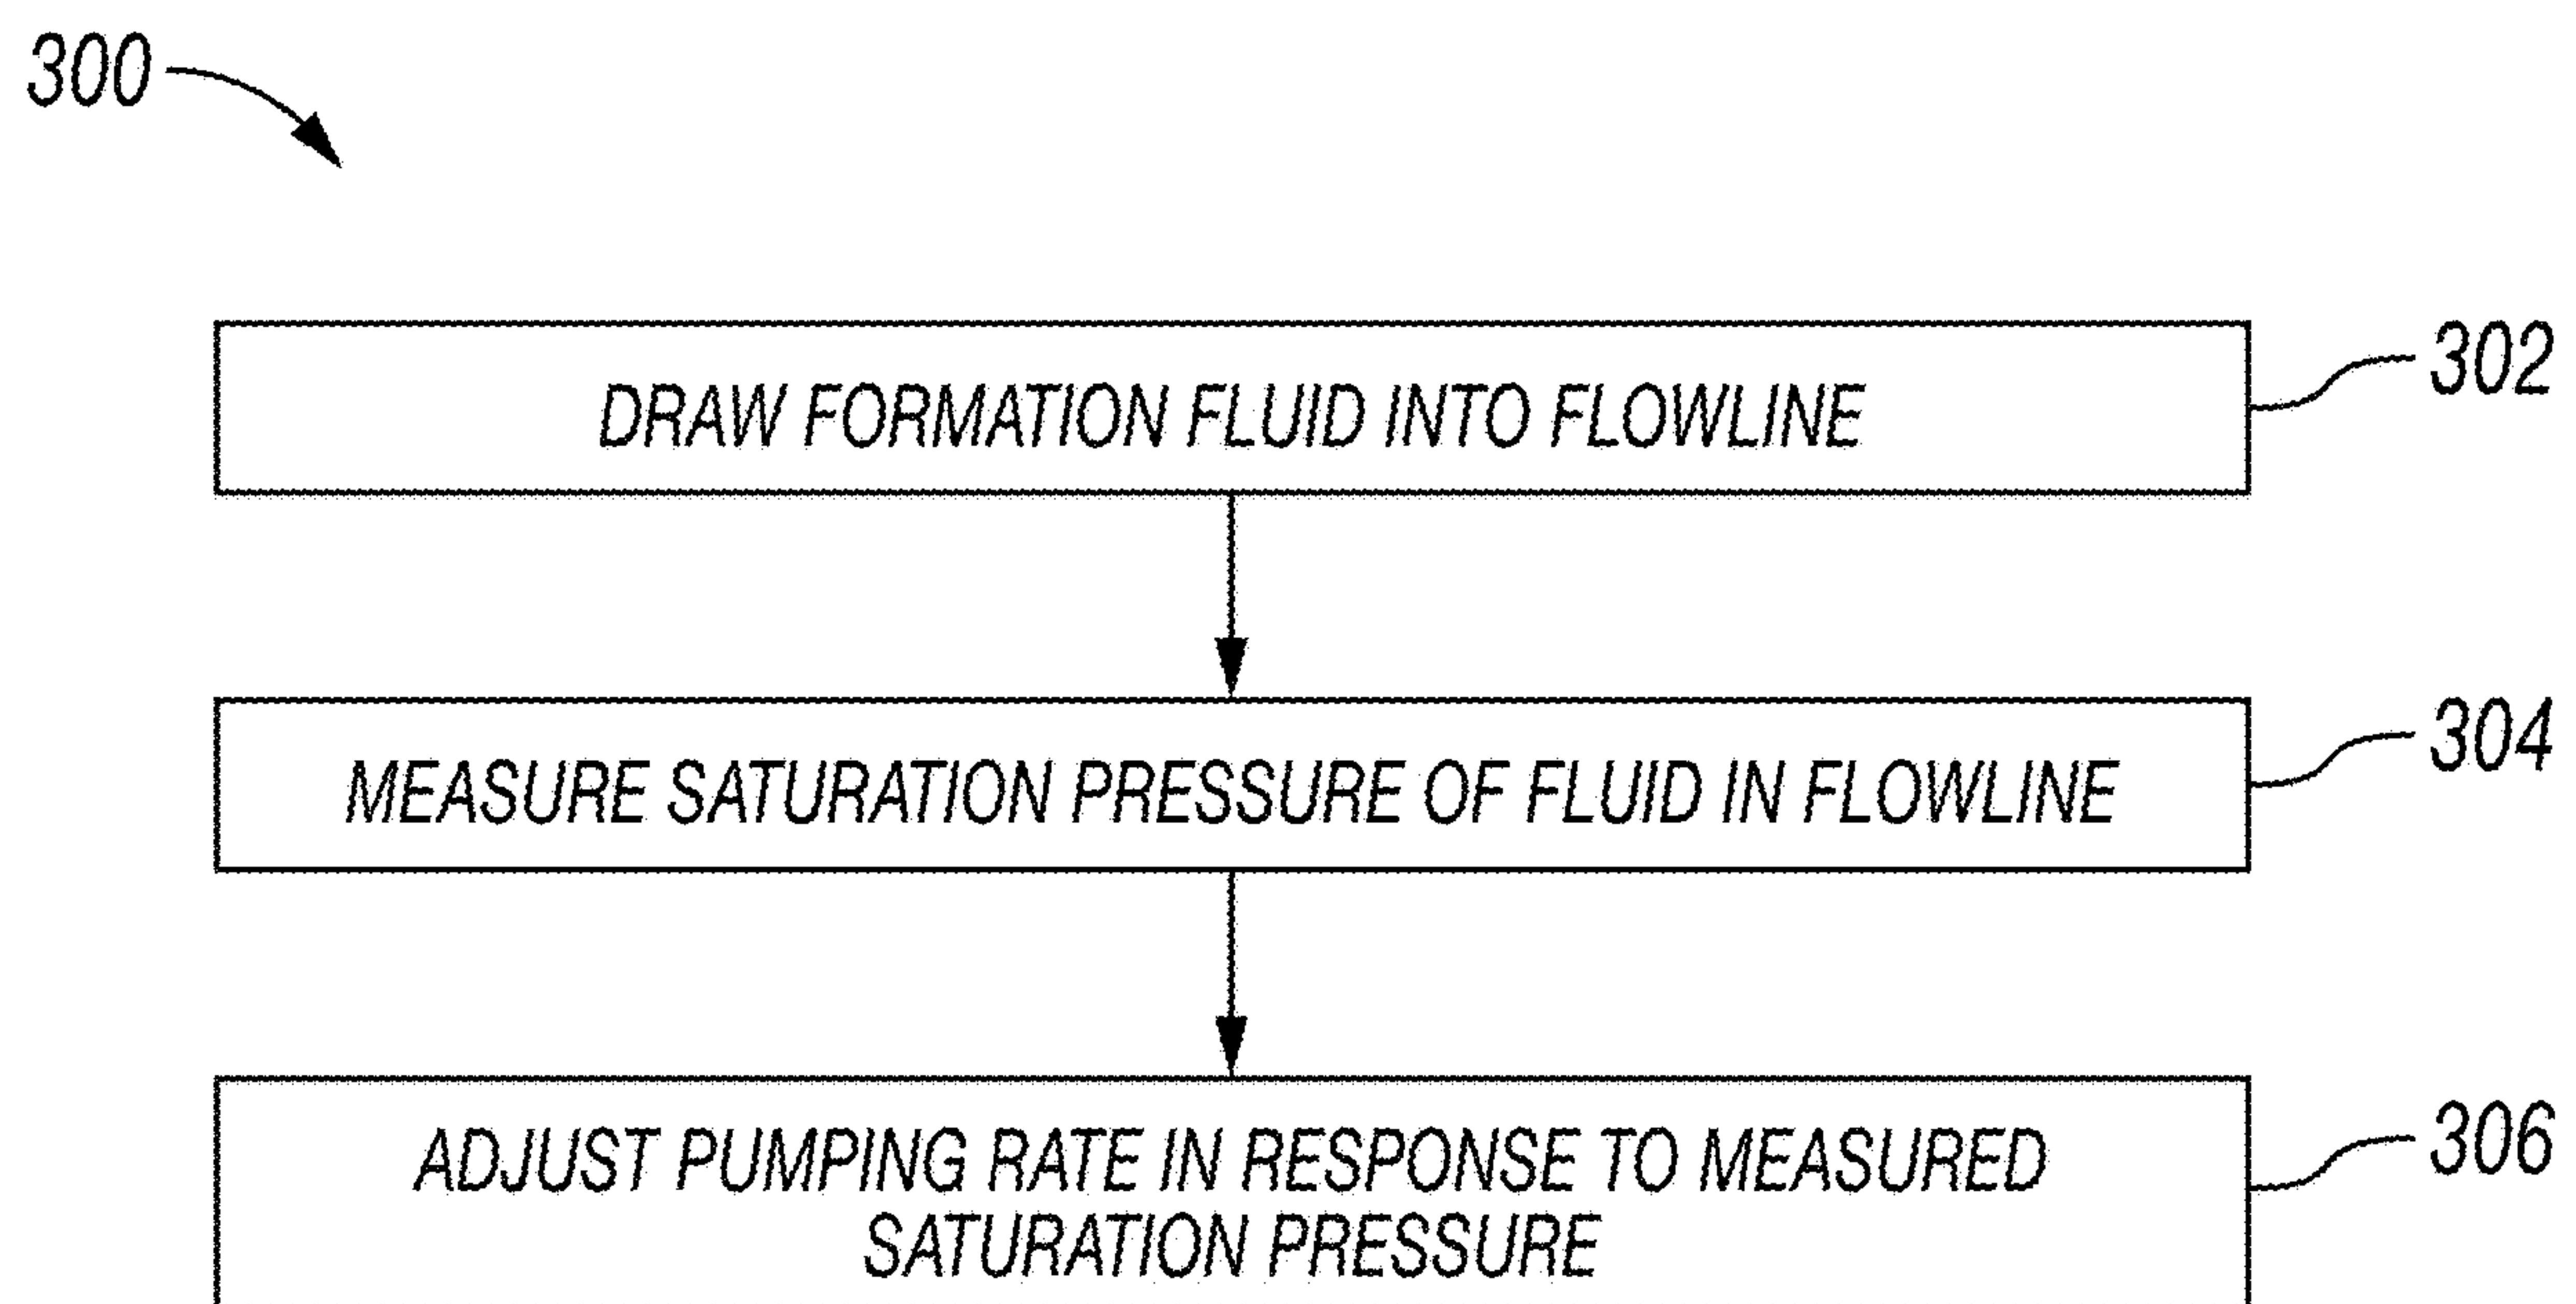 300
DRAW FORMATION FLUID INTO FLOWLINE
302
MEASURE SATURATION PRESSURE OF FLUID IN FLOWLINE
304
ADJUST PUMPING RATE IN RESPONSE TO MEASURED
SATURATION PRESSURE
306